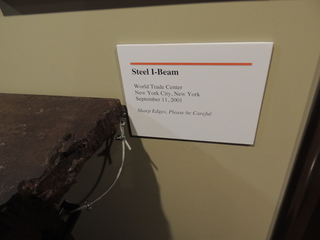 Steel I-Beam
World Trade Center
New York City, New York
September 11, 2001
Sharp Edges, Please be Careful